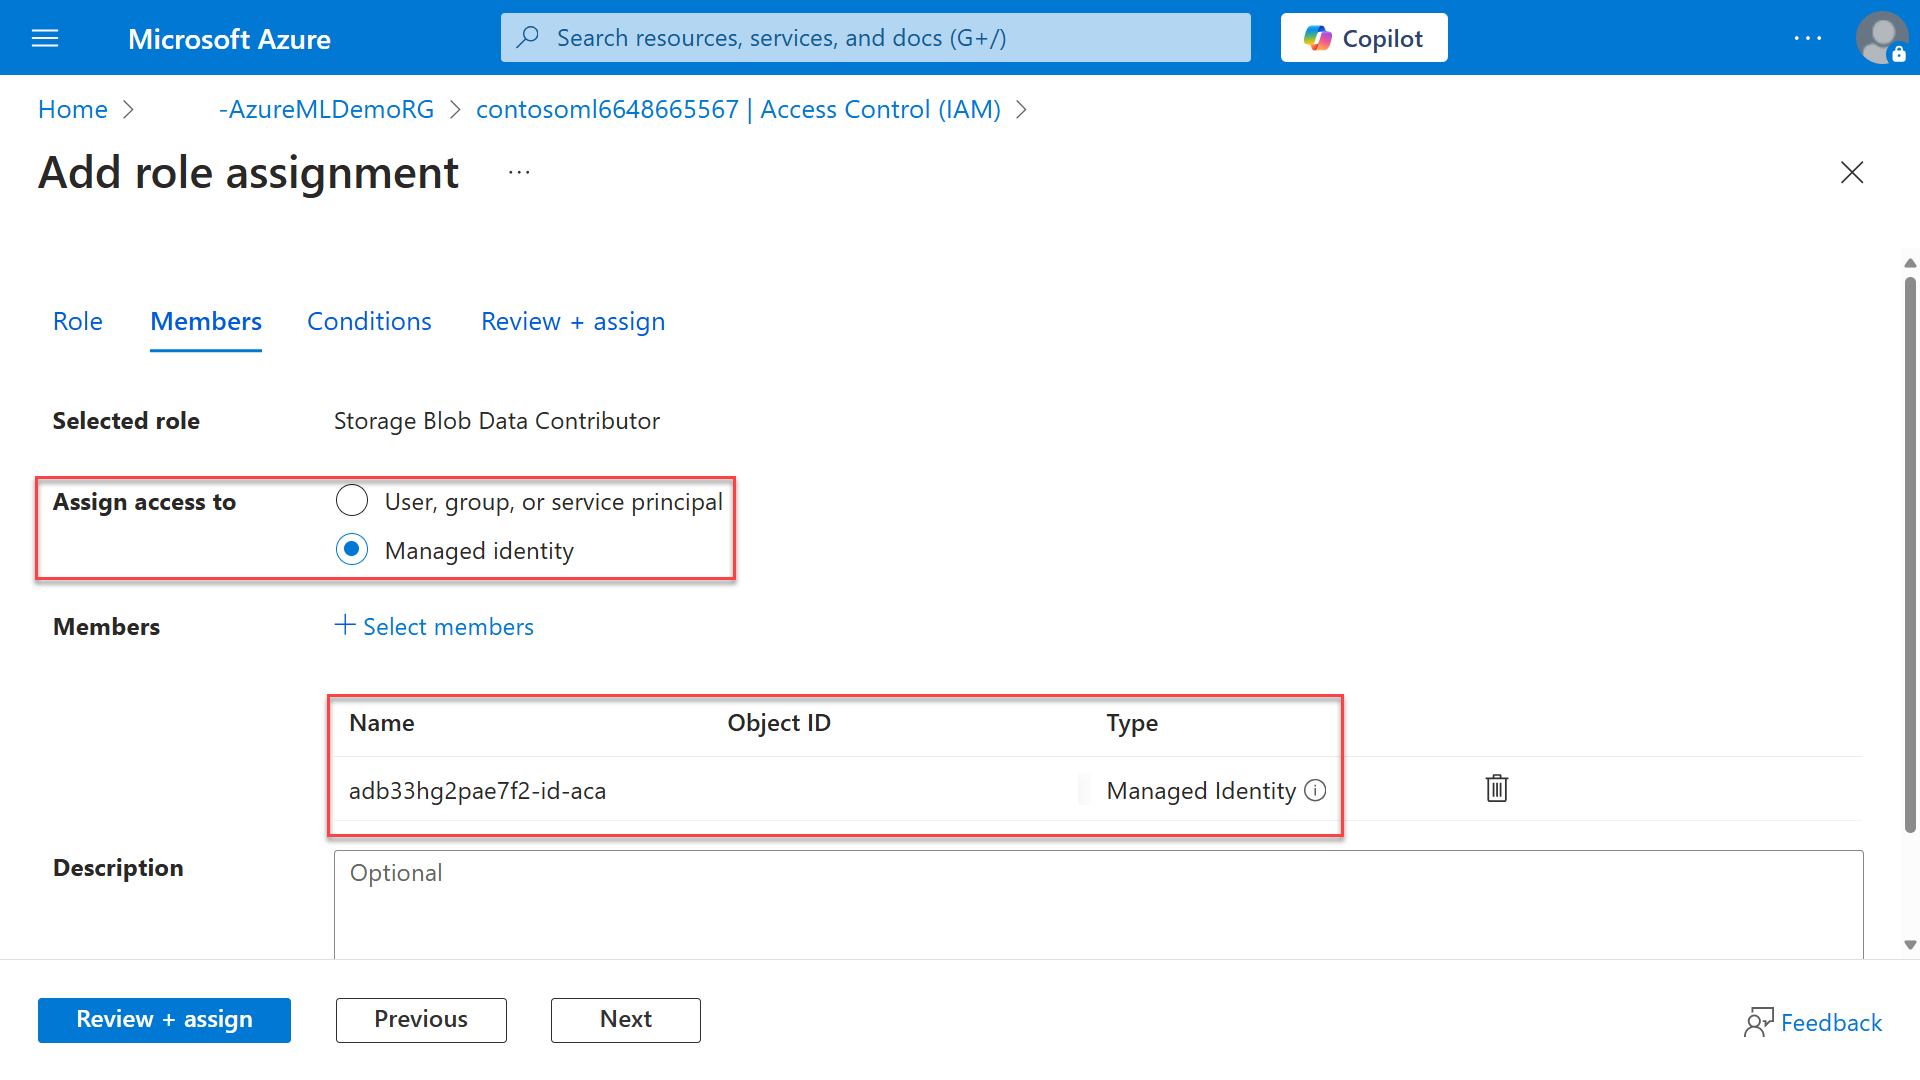 Microsoft Azure
Search resources, services, and docs (G+/)
Copilot
Home > -AzureMLDemoRG > contosoml6648665567 | Access Control (IAM) >
Add role assignment ...
Role Members Conditions Review + assign
Selected role Storage Blob Data Contributor
Assign access to User, group, or service principal
Managed identity
Members + Select members
Name Object ID Type
adb33hg2pae7f2-id-aca Managed Identity
Description Optional
Review + assign Previous Next Feedback